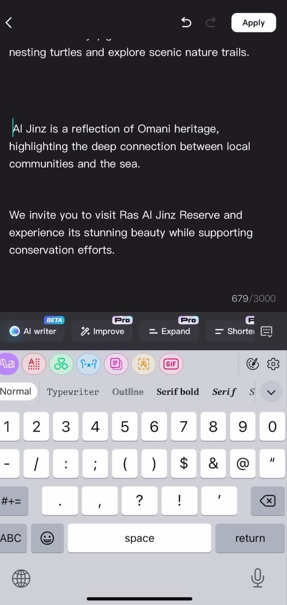 Apply
nesting turtles and explore scenic nature trails.
Al Jinz is a reflection of Omani heritage,
highlighting the deep connection between local
communities and the sea.
We invite you to visit Ras Al Jinz Reserve and
experience its stunning beauty while supporting
conservation efforts.
679/3000
BETA
Pro
Pro
AI writer
Improve
Expand
Shorte
Aa
GIF
Normal
Typewriter
Outline
Serif bold
Serif
S
1 2 3 4 5 6 7 8 9 0
- / : ; ( ) $ & @ "
#+= . , ? ! '
ABC
space
return